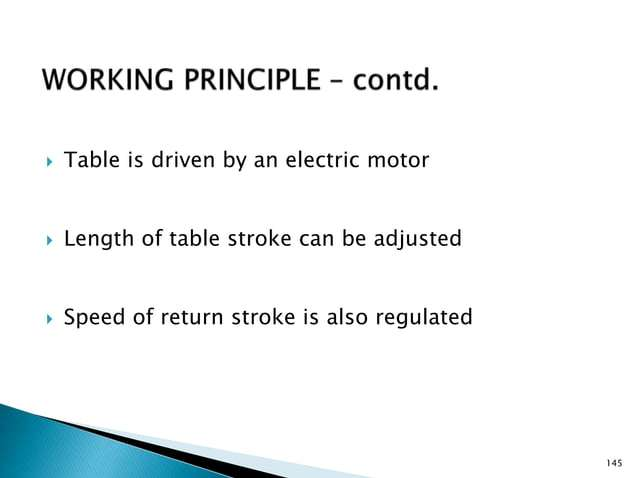 WORKING PRINCIPLE – contd.
Table is driven by an electric motor
Length of table stroke can be adjusted
Speed of return stroke is also regulated
145